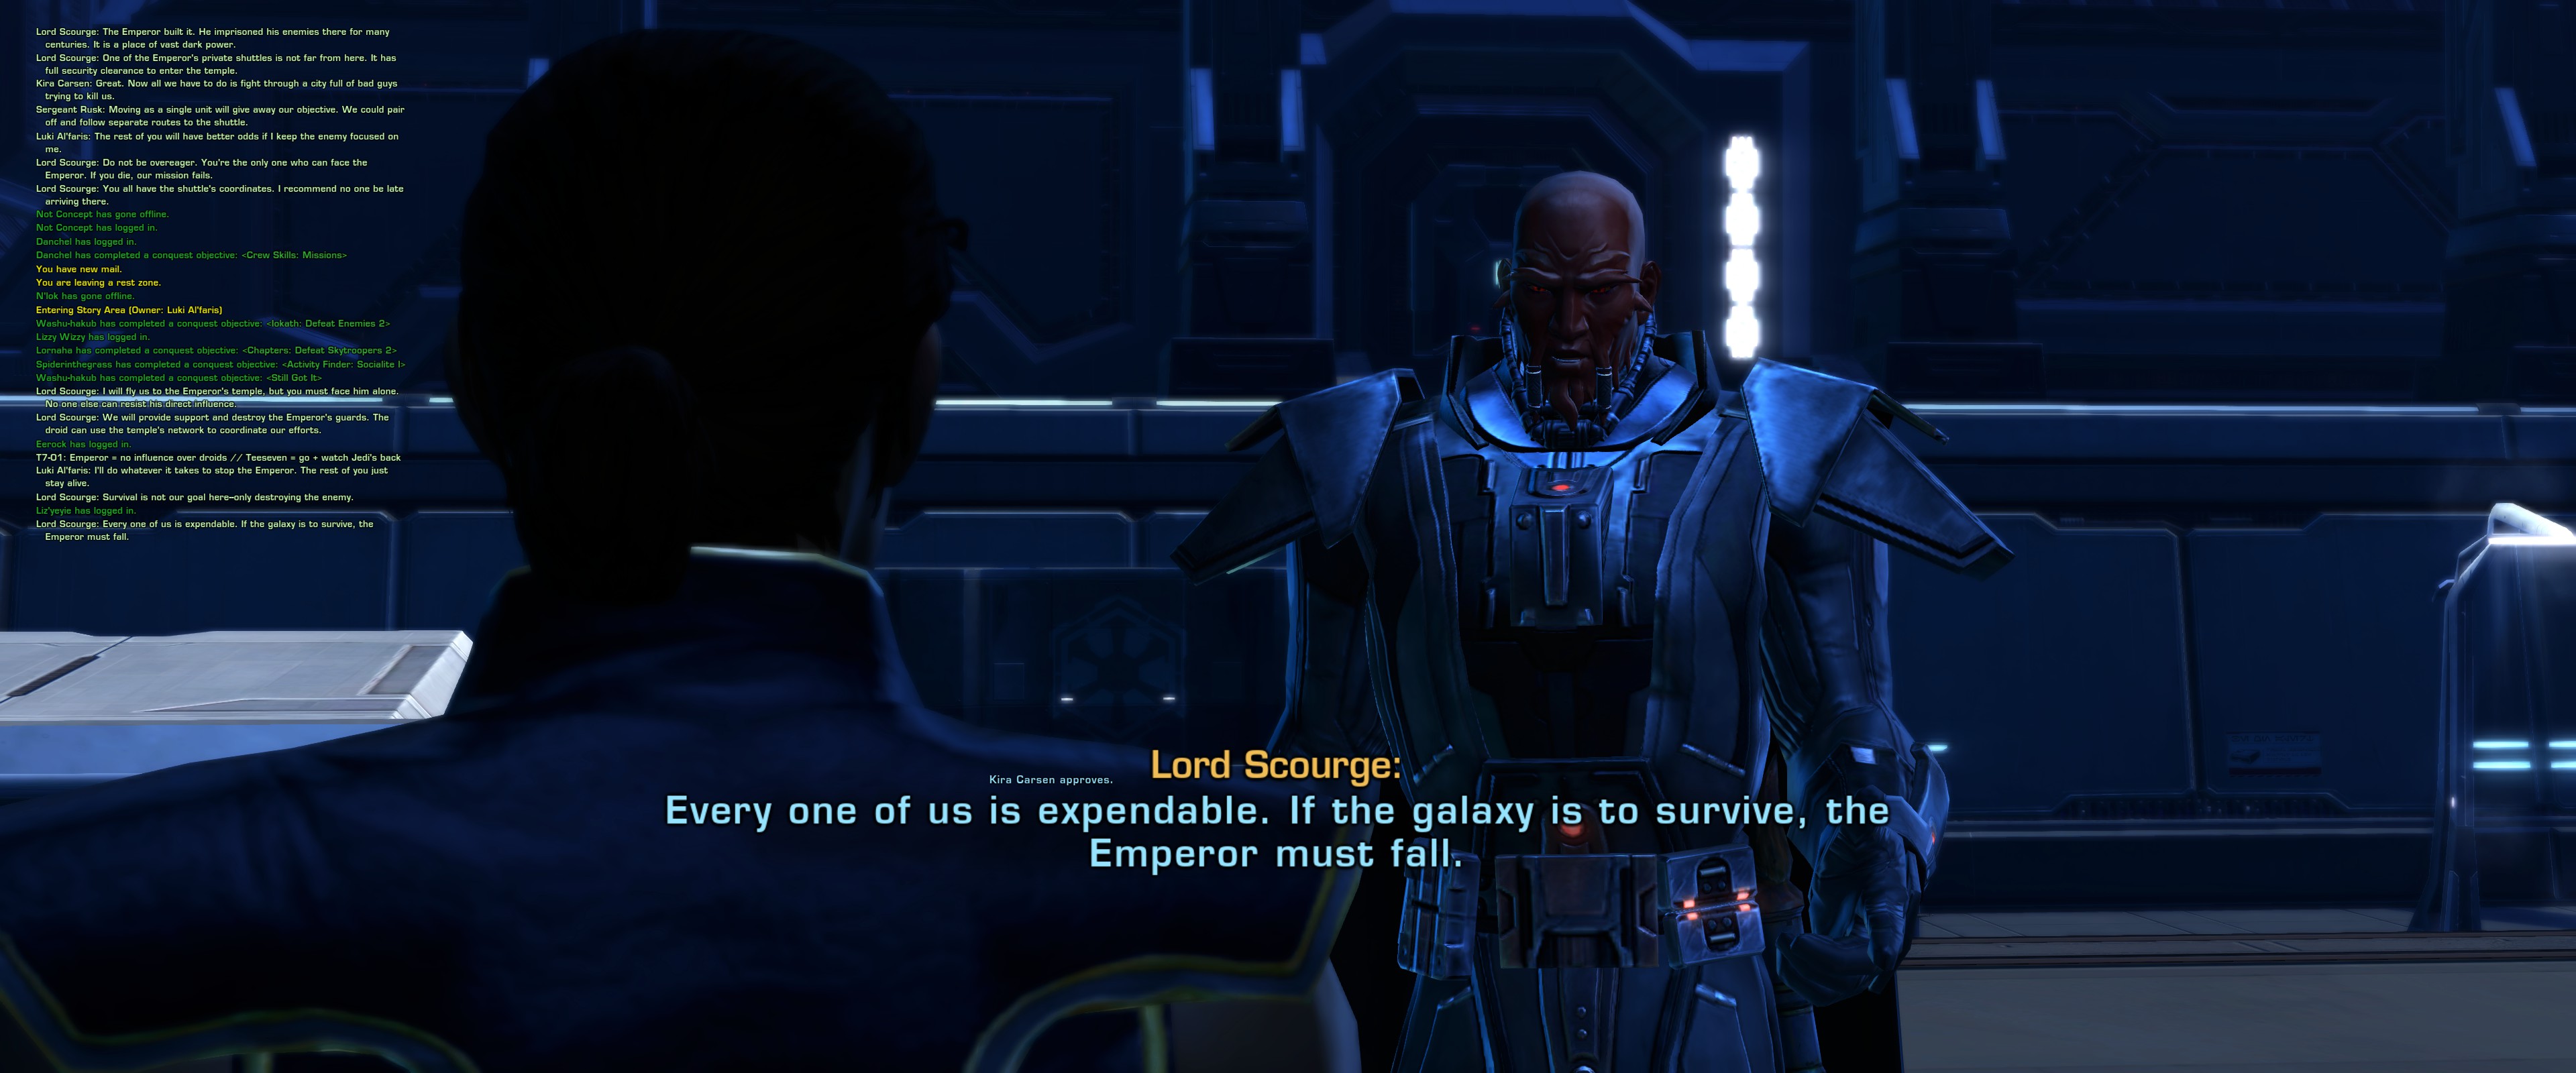 Lord Scourge: The Emperor built it. He imprisoned his enemies there for many
centuries. It is a place of vast dark power.
Lord Scourge: One of the Emperor's private shuttles is not far from here. It has
full security clearance to enter the temple.
Kira Carsen: Great. Now all we have to do is fight through a city full of bad guys
trying to kill us.
Sergeant Rusk: Moving as a single unit will give away our objective. We could pair
off and follow separate routes to the shuttle.
Luki Al'faris: The rest of you will have better odds if I keep the enemy focused on
me.
Lord Scourge: Do not be overeager. You're the only one who can face the
Emperor. If you die, our mission fails.
Lord Scourge: You all have the shuttle's coordinates. I recommend no one be late
arriving there.
Not Concept has gone offline.
Not Concept has logged in.
Danchel has logged in.
Danchel has completed a conquest objective: <Crew Skills: Missions>
You have new mail.
You are leaving a rest zone.
N'lok has gone offline.
Entering Story Area (Owner: Luki Al'faris)
Washu-hakub has completed a conquest objective: <Iokath: Defeat Enemies 2>
Lizzy Wizzy has logged in.
Lornaha has completed a conquest objective: <Chapters: Defeat Skytroopers 2>
Spiderinthegrass has completed a conquest objective: <Activity Finder: Socialite I>
Washu-hakub has completed a conquest objective: <Still Got It>
Lord Scourge: I will fly us to the Emperor's temple, but you must face him alone.
No one else can resist his direct influence.
Lord Scourge: We will provide support and destroy the Emperor's guards. The
droid can use the temple's network to coordinate our efforts.
Eerock has logged in.
T7-O1: Emperor = no influence over droids // Teeseven = go + watch Jedi's back
Luki Al'faris: I'll do whatever it takes to stop the Emperor. The rest of you just
stay alive.
Lord Scourge: Survival is not our goal here—only destroying the enemy.
Liz'yeyie has logged in.
Lord Scourge: Every one of us is expendable. If the galaxy is to survive, the
Emperor must fall.
Lord Scourge:
Kira Carsen approves.
Every one of us is expendable. If the galaxy is to survive, the
Emperor must fall.